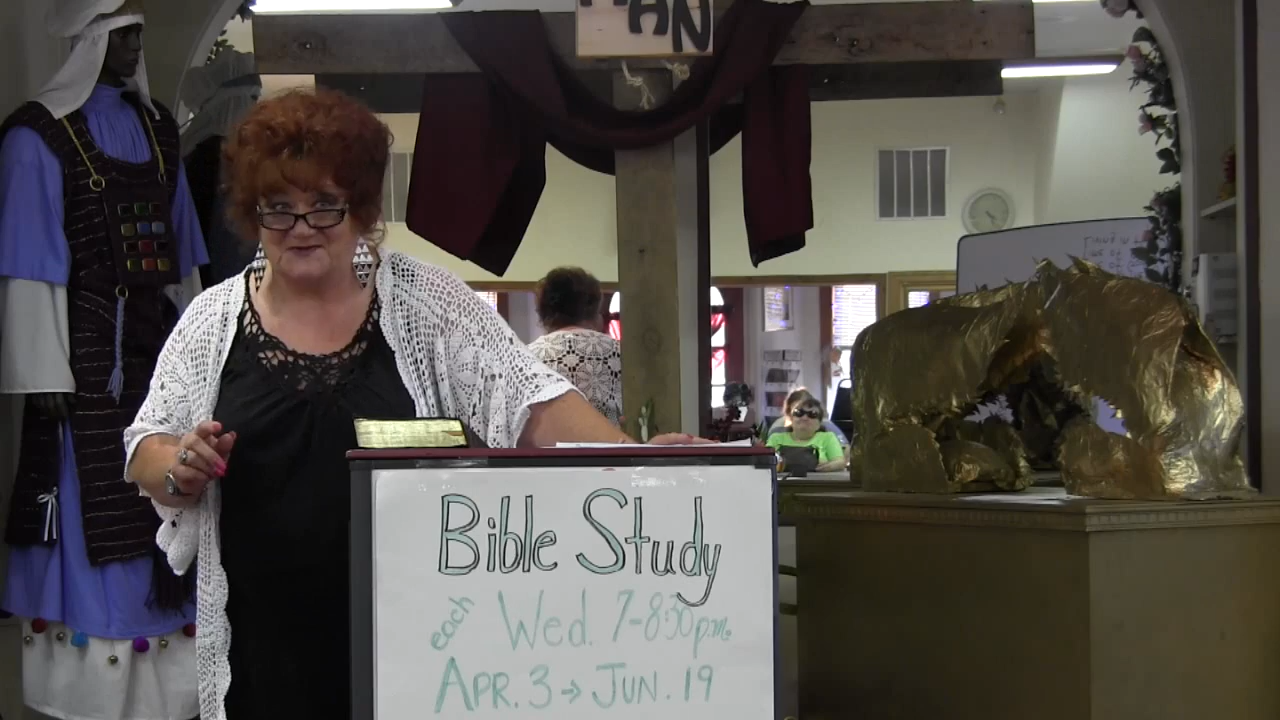 Bible Study
each Wed. 7-8:30 p.m.
APR. 3 → JUN. 19